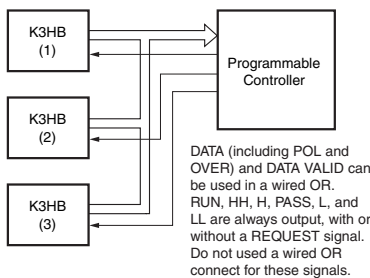 K3HB
(1)
Programmable
Controller
K3HB
(2)
K3HB
(3)
DATA (including POL and
OVER) and DATA VALID can
be used in a wired OR.
RUN, HH, H, PASS, L, and
LL are always output, with or
without a REQUEST signal.
Do not used a wired OR
connect for these signals.